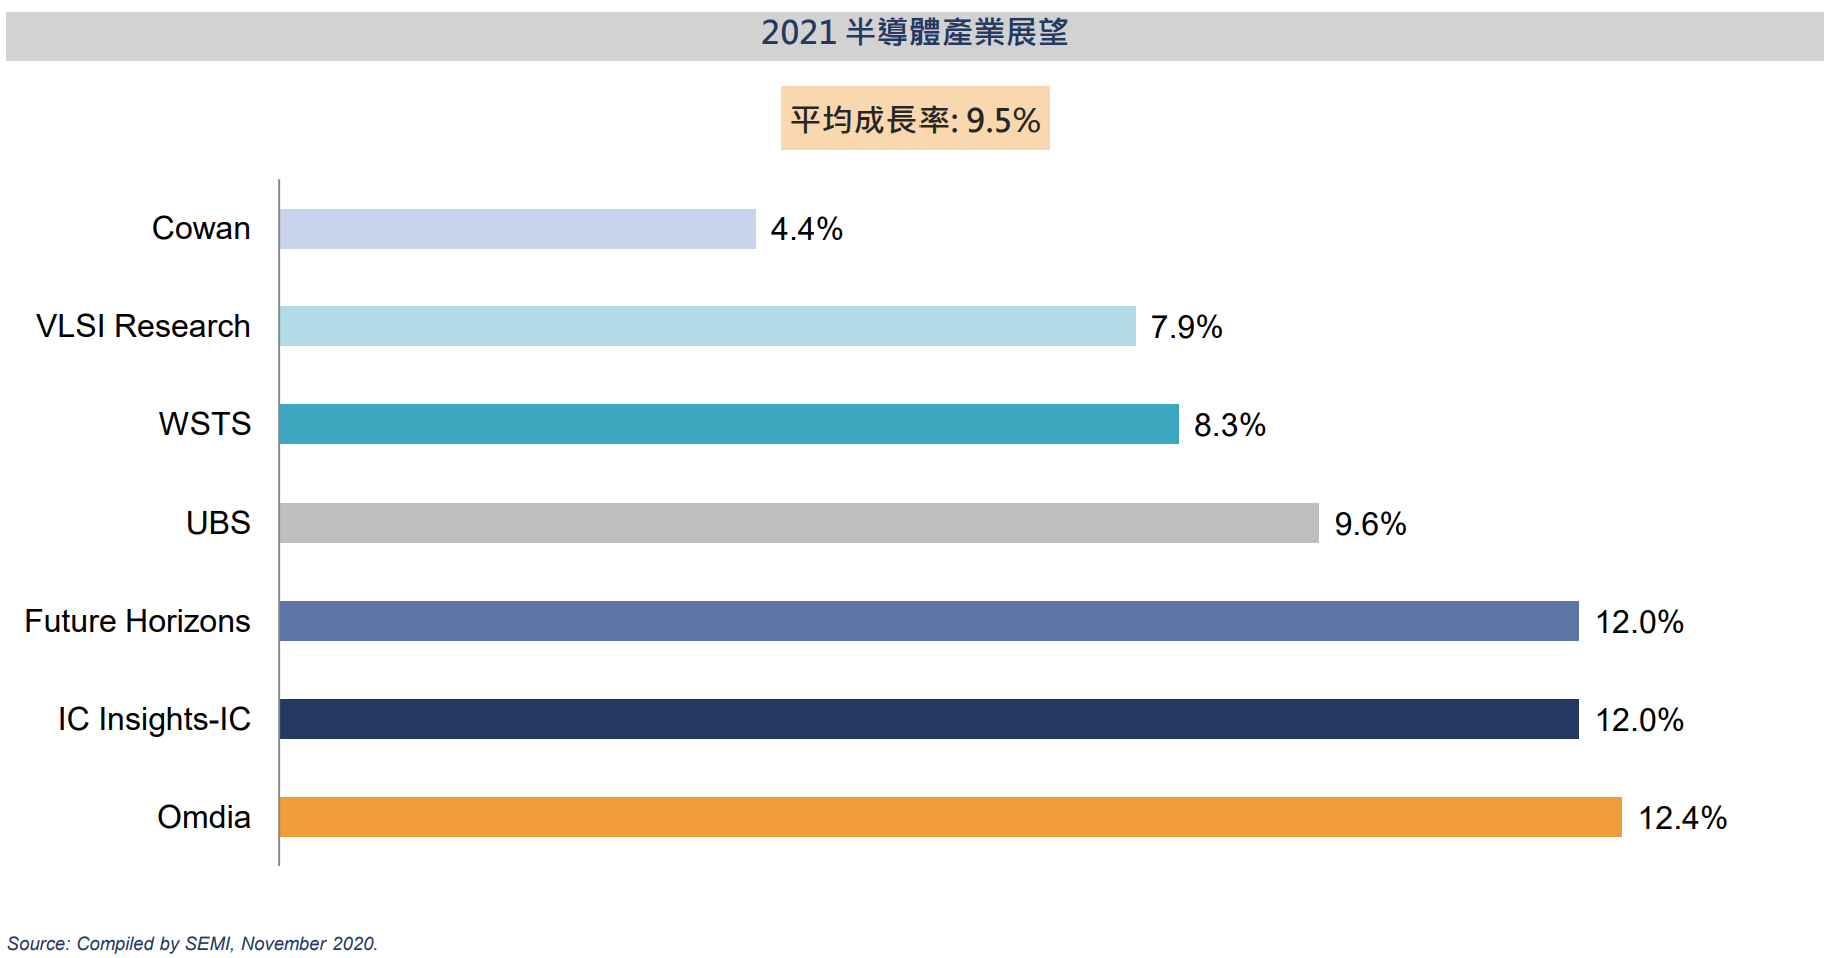 2021 半導體產業展望
平均成長率: 9.5%
Cowan 4.4%
VLSI Research 7.9%
WSTS 8.3%
UBS 9.6%
Future Horizons 12.0%
IC Insights-IC 12.0%
Omdia 12.4%
Source: Compiled by SEMI, November 2020.